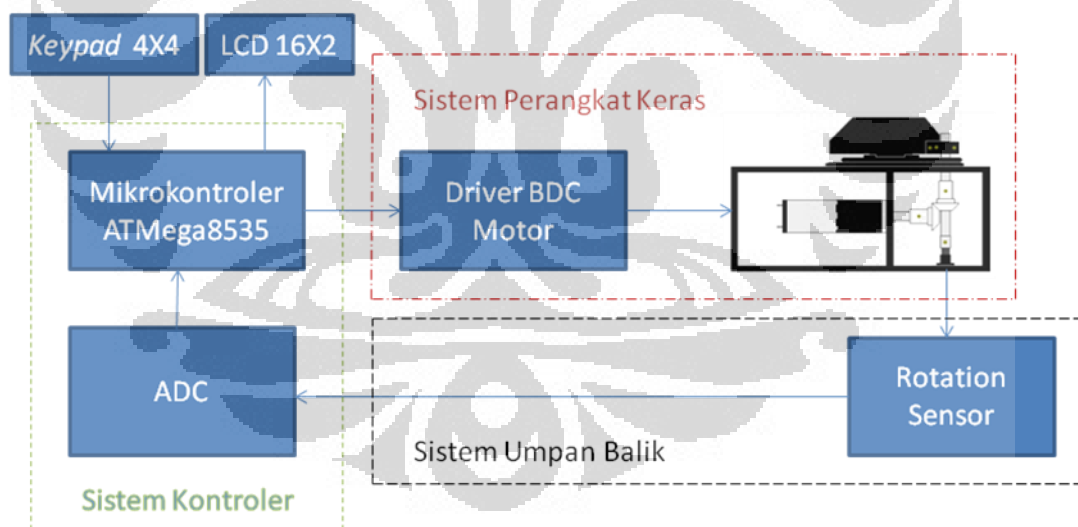 Keypad 4X4
LCD 16X2
Sistem Perangkat Keras
Mikrokontroler
ATMega8535
Driver BDC
Motor
ADC
Rotation
Sensor
Sistem Umpan Balik
Sistem Kontroler